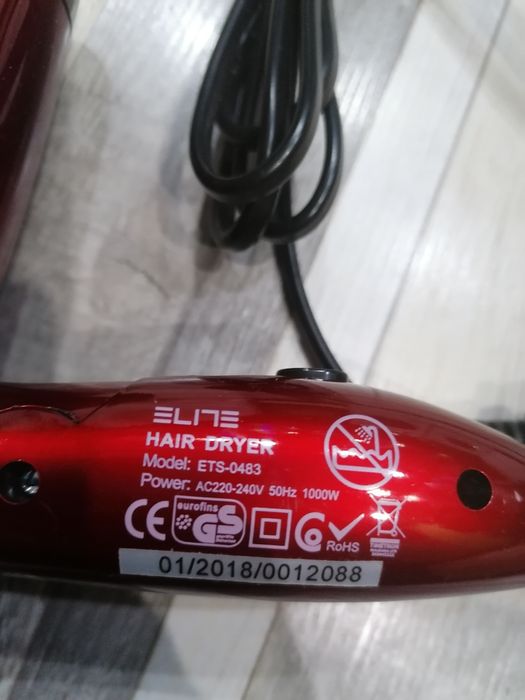 ELITE
HAIR DRYER
Model: ETS-0483
Power: AC220-240V 50Hz 1000W
CE
eurofins
GS
RoHS
01/2018/0012088